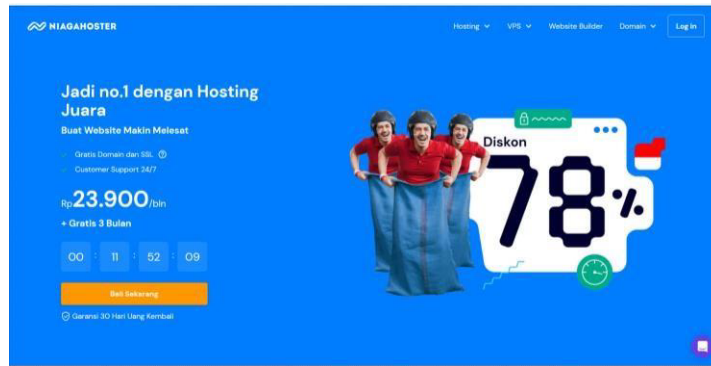 NIAGAHOSTER
Hosting VPS Website Builder Domain Log in
Jadi no.1 dengan Hosting
Juara
Buat Website Makin Melesat
Gratis Domain dan SSL
Customer Support 24/7
Rp23.900/bln
+ Gratis 3 Bulan
00 : 11 : 52 : 09
Beli Sekarang
Garansi 30 Hari Uang Kembali
Diskon
78%